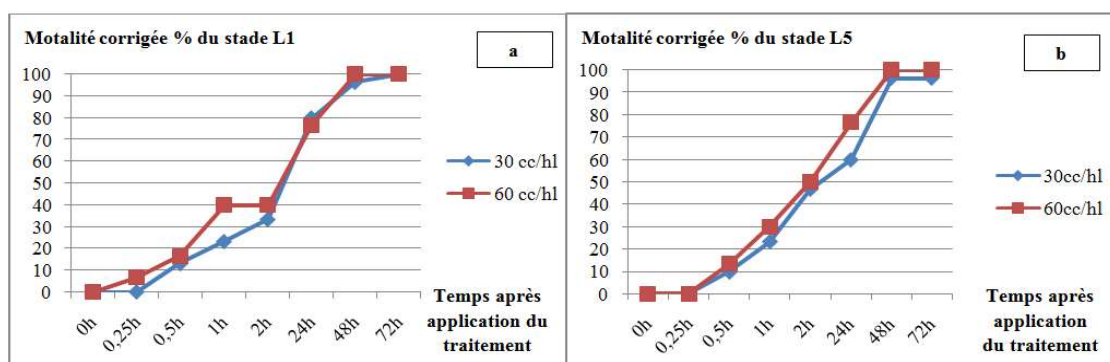 Motalité corrigée % du stade L1
a
100
90
80
70
60
50
40
30
20
10
0
0h
0,25h
0,5h
1h
2h
24h
48h
72h
30 cc/hl
60 cc/hl
Temps après
application du
traitement
Motalité corrigée % du stade L5
b
100
90
80
70
60
50
40
30
20
10
0
0h
0,25h
0,5h
1h
2h
24h
48h
72h
30cc/hl
60cc/hl
Temps après
application
du traitement